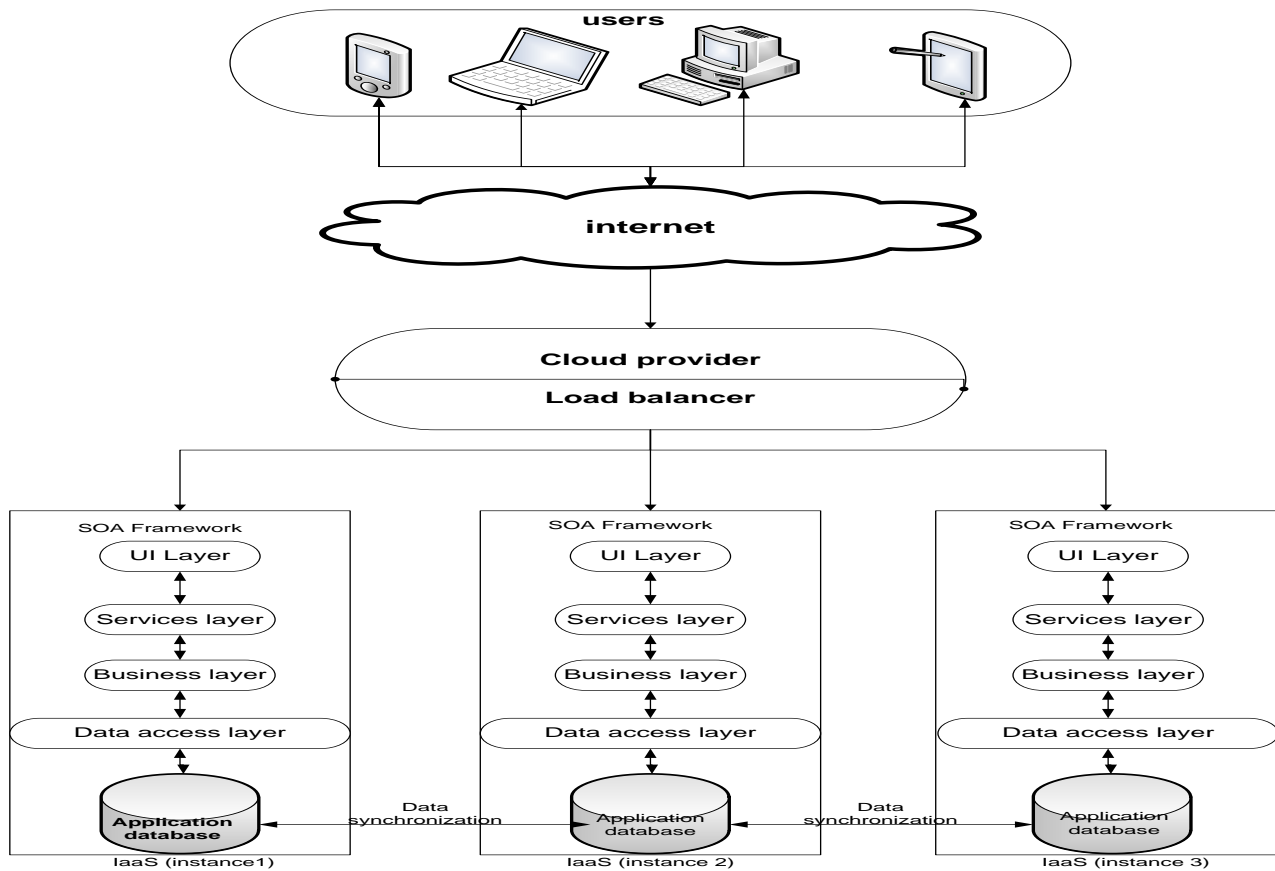 users
internet
Cloud provider
Load balancer
SOA Framework
UI Layer
Services layer
Business layer
Data access layer
Application
database
IaaS (instance1)
Data
synchronization
SOA Framework
UI Layer
Services layer
Business layer
Data access layer
Application
database
IaaS (instance 2)
Data
synchronization
SOA Framework
UI Layer
Services layer
Business layer
Data access layer
Application
database
IaaS (instance 3)